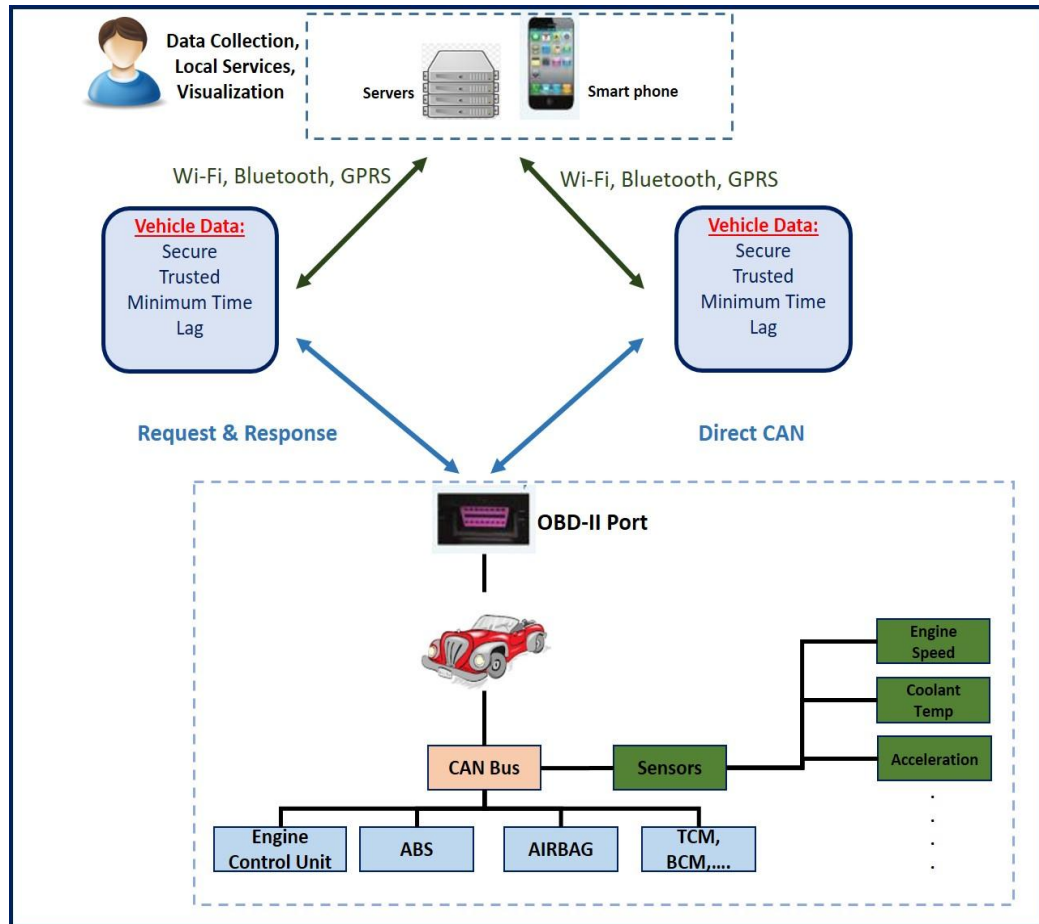 Data Collection,
Local Services,
Visualization
Servers
Smart phone
Wi-Fi, Bluetooth, GPRS
Wi-Fi, Bluetooth, GPRS
Vehicle Data:
Secure
Trusted
Minimum Time
Lag
Vehicle Data:
Secure
Trusted
Minimum Time
Lag
Request & Response
Direct CAN
OBD-II Port
Engine
Speed
Coolant
Temp
Acceleration
CAN Bus
Sensors
Engine
Control Unit
ABS
AIRBAG
TCM,
BCM,....